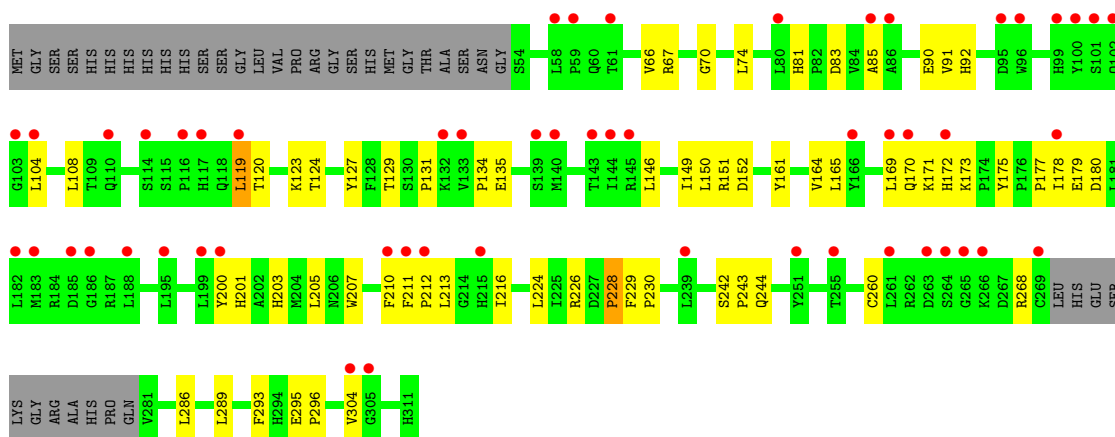 MET GLY SER SER HIS HIS HIS HIS HIS HIS SER SER GLY LEU VAL PRO ARG GLY SER HIS MET GLY THR ALA SER ASN GLY S54 L58 P59 Q60 T61 V66 R67 G70 L74 L80 H81 P82 D83 V84 A85 A86 E90 V91 H92 D95 W96 H99 Y100 S101 Q102
G103 L104 L108 T109 Q110 S114 S115 P116 H117 Q118 L119 T120 K123 T124 Y127 F128 T129 S130 P131 K132 V133 P134 E135 S139 M140 T143 I144 R145 L146 I149 L150 R151 D152 Y161 V164 L165 Y166 L169 Q170 K171 H172 K173 P174 Y175 P176 P177 I178 E179 D180 L181
L182 M183 R184 D185 G186 R187 L188 L195 L199 Y200 H201 A202 H203 M204 L205 N206 W207 F210 R211 P212 L213 G214 H215 I216 L224 I225 R226 D227 P228 F229 P230 L239 S242 P243 Q244 Y251 T255 C260 L261 R262 D263 S264 G265 K266 D267 R268 C269 LEU HIS GLU SER
LYS GLY ARG ALA HIS PRO GLN V281 L286 L289 F293 H294 E295 P296 V304 G305 H311